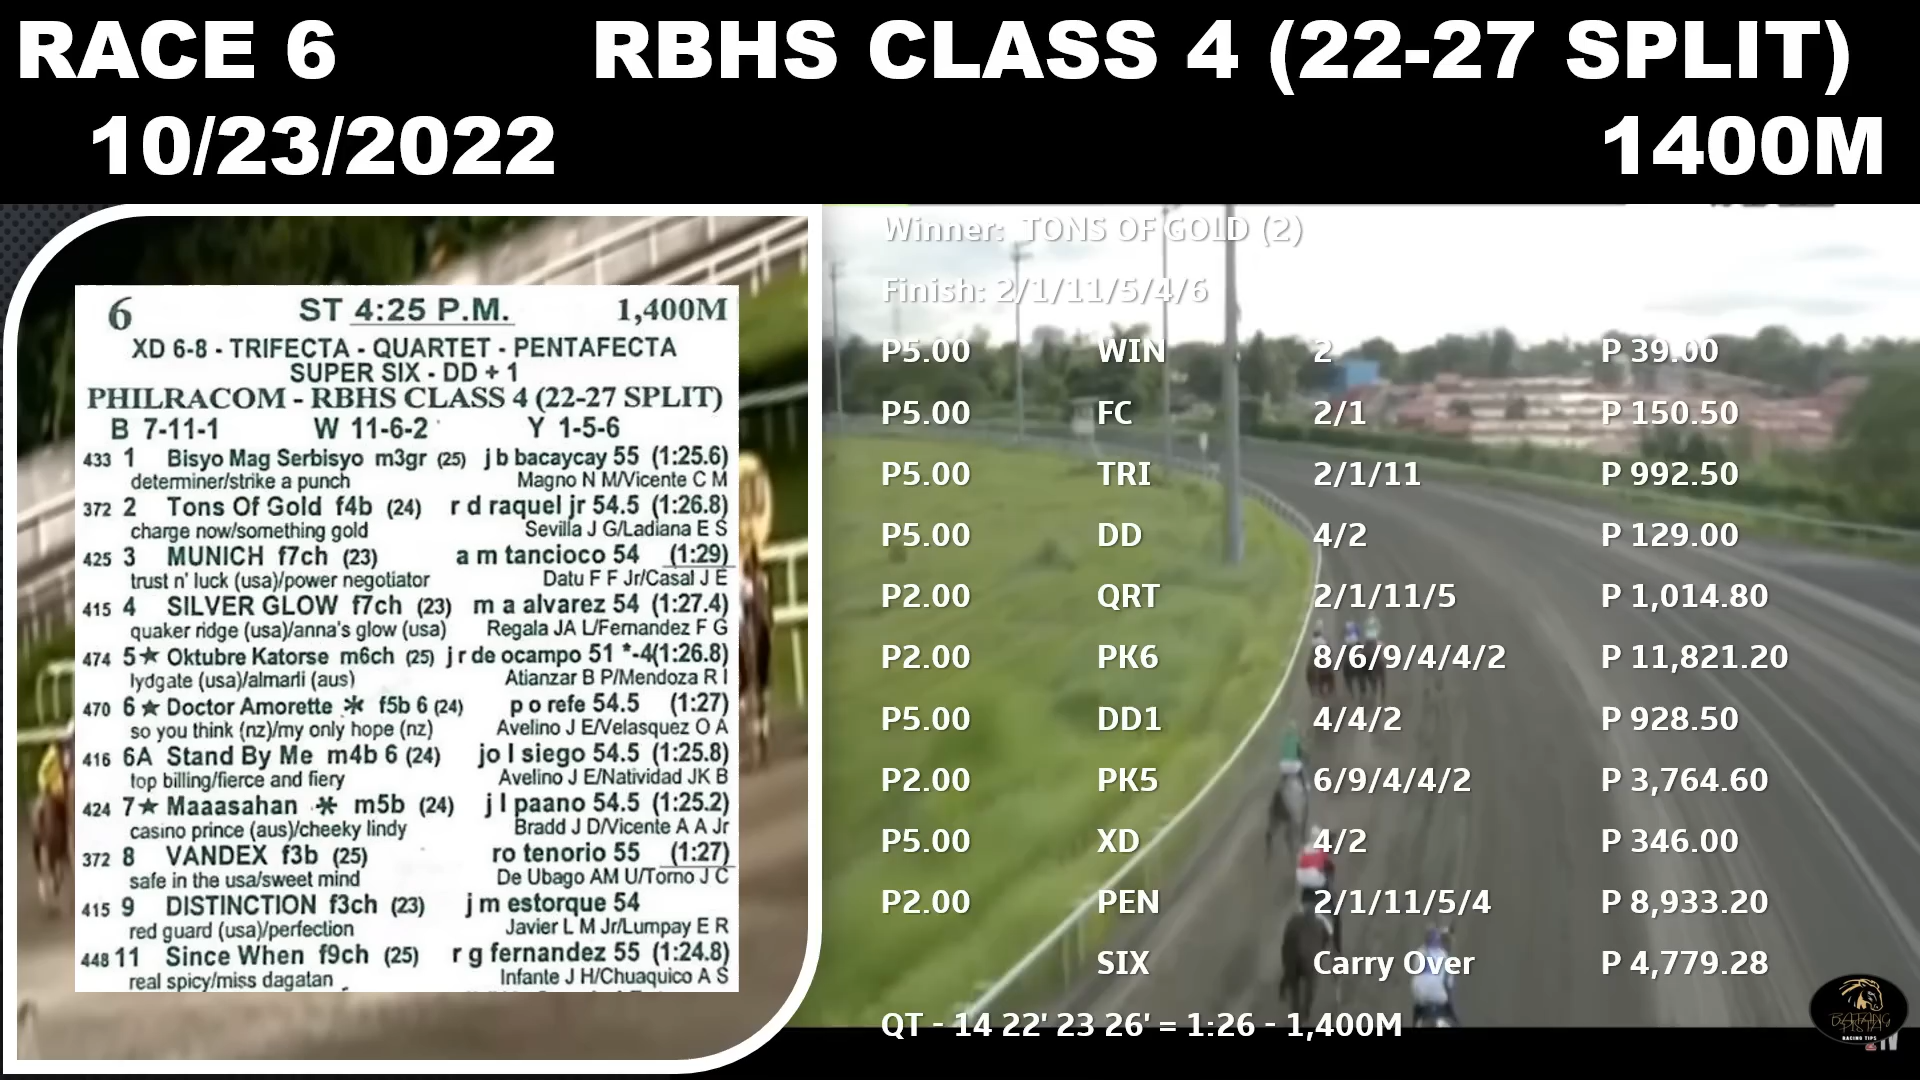 RACE 6 RBHS CLASS 4 (22-27 SPLIT)
10/23/2022 1400M
6 ST 4:25 P.M. 1,400M
XD 6-8 - TRIFECTA - QUARTET - PENTAFECTA
SUPER SIX - DD + 1
PHILRACOM - RBHS CLASS 4 (22-27 SPLIT)
B 7-11-1 W 11-6-2 Y 1-5-6
433 1 Bisyo Mag Serbisyo m3gr (25) j b bacaycay 55 (1:25.6)
determiner/strike a punch Magno N M/Vicente C M
372 2 Tons Of Gold f4b (24) r d raquel jr 54.5 (1:26.8)
charge now/something gold Sevilla J G/Ladiana E S
425 3 MUNICH f7ch (23) a m tancioco 54 (1:29)
trust n' luck (usa)/power negotiator Datu F F Jr/Casal J E
415 4 SILVER GLOW f7ch (23) m a alvarez 54 (1:27.4)
quaker ridge (usa)/anna's glow (usa) Regala JA L/Fernandez F G
474 5★ Oktubre Katorse m6ch (25) j r de ocampo 51 *-4(1:26.8)
lydgate (usa)/almarli (aus) Atianzar B P/Mendoza R I
470 6★ Doctor Amorette * f5b 6 (24) p o refe 54.5 (1:27)
so you think (nz)/my only hope (nz) Avelino J E/Velasquez O A
416 6A Stand By Me m4b 6 (24) jo l siego 54.5 (1:25.8)
top billing/fierce and fiery Avelino J E/Natividad JK B
424 7★ Maaasahan * m5b (24) j l paano 54.5 (1:25.2)
casino prince (aus)/cheeky lindy Bradd J D/Vicente A A Jr
372 8 VANDEX f3b (25) ro tenorio 55 (1:27)
safe in the usa/sweet mind De Ubago AM U/Torno J C
415 9 DISTINCTION f3ch (23) j m estorque 54
red guard (usa)/perfection Javier L M Jr/Lumpay E R
448 11 Since When f9ch (25) r g fernandez 55 (1:24.8)
real spicy/miss dagatan Infante J H/Chuaquico A S
Winner: TONS OF GOLD (2)
Finish: 2/1/11/5/4/6
P5.00 WIN 2 P 39.00
P5.00 FC 2/1 P 150.50
P5.00 TRI 2/1/11 P 992.50
P5.00 DD 4/2 P 129.00
P2.00 QRT 2/1/11/5 P 1,014.80
P2.00 PK6 8/6/9/4/4/2 P 11,821.20
P5.00 DD1 4/4/2 P 928.50
P2.00 PK5 6/9/4/4/2 P 3,764.60
P5.00 XD 4/2 P 346.00
P2.00 PEN 2/1/11/5/4 P 8,933.20
SIX Carry Over P 4,779.28
QT - 14 22' 23 26' = 1:26 - 1,400M
BATANG
PISTA
RACING TIPS